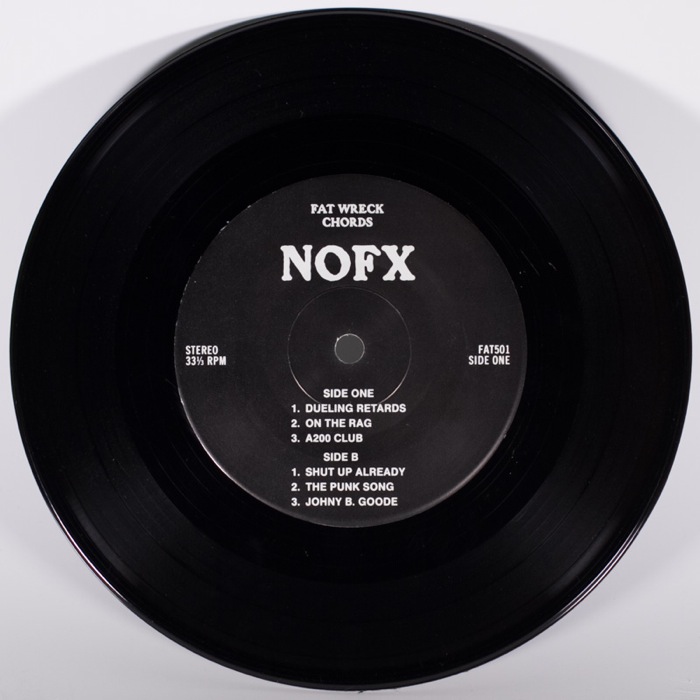 FAT WRECK
CHORDS
NOFX
STEREO
33⅓ RPM
FAT501
SIDE ONE
SIDE ONE
1. DUELING RETARDS
2. ON THE RAG
3. A200 CLUB
SIDE B
1. SHUT UP ALREADY
2. THE PUNK SONG
3. JOHNY B. GOODE